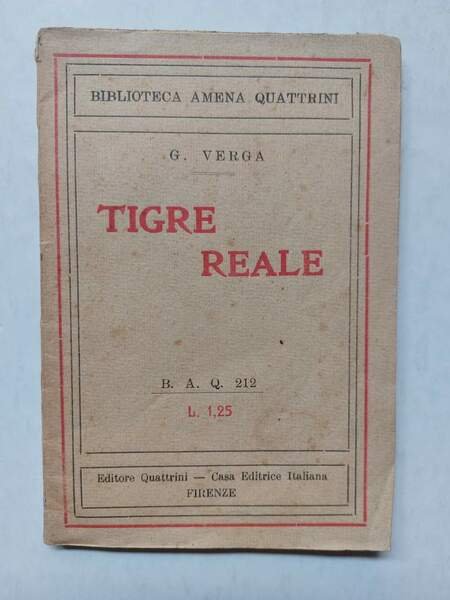 BIBLIOTECA AMENA QUATTRINI
G. VERGA
TIGRE
REALE
B. A. Q. 212
L. 1,25
Editore Quattrini — Casa Editrice Italiana
FIRENZE